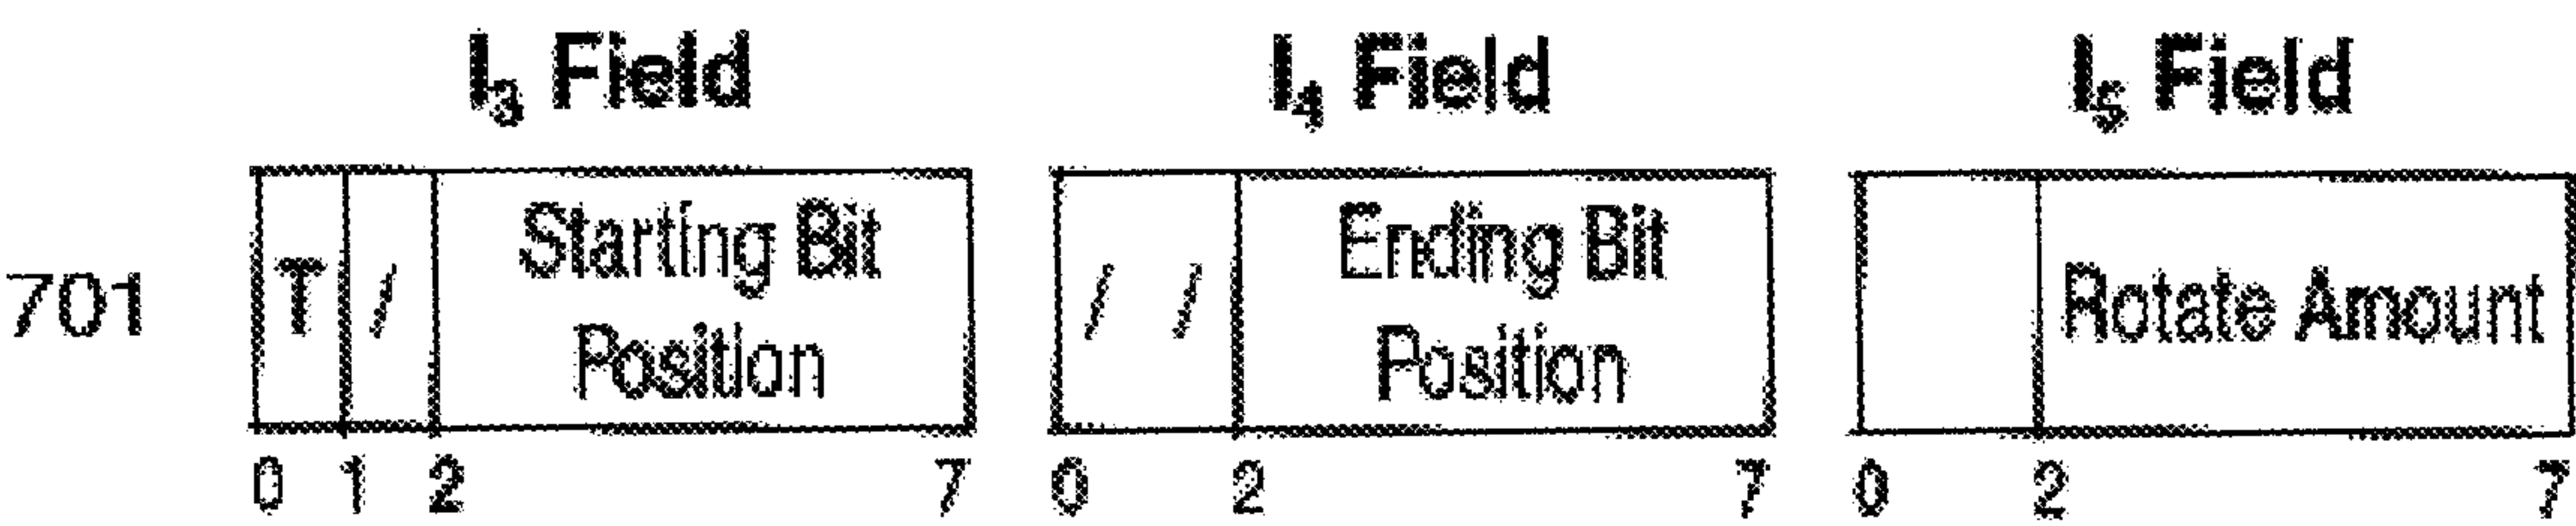 I3 Field I4 Field I5 Field
701 T / Starting Bit Position / / Ending Bit Position Rotate Amount
0 1 2 7 0 2 7 0 2 7